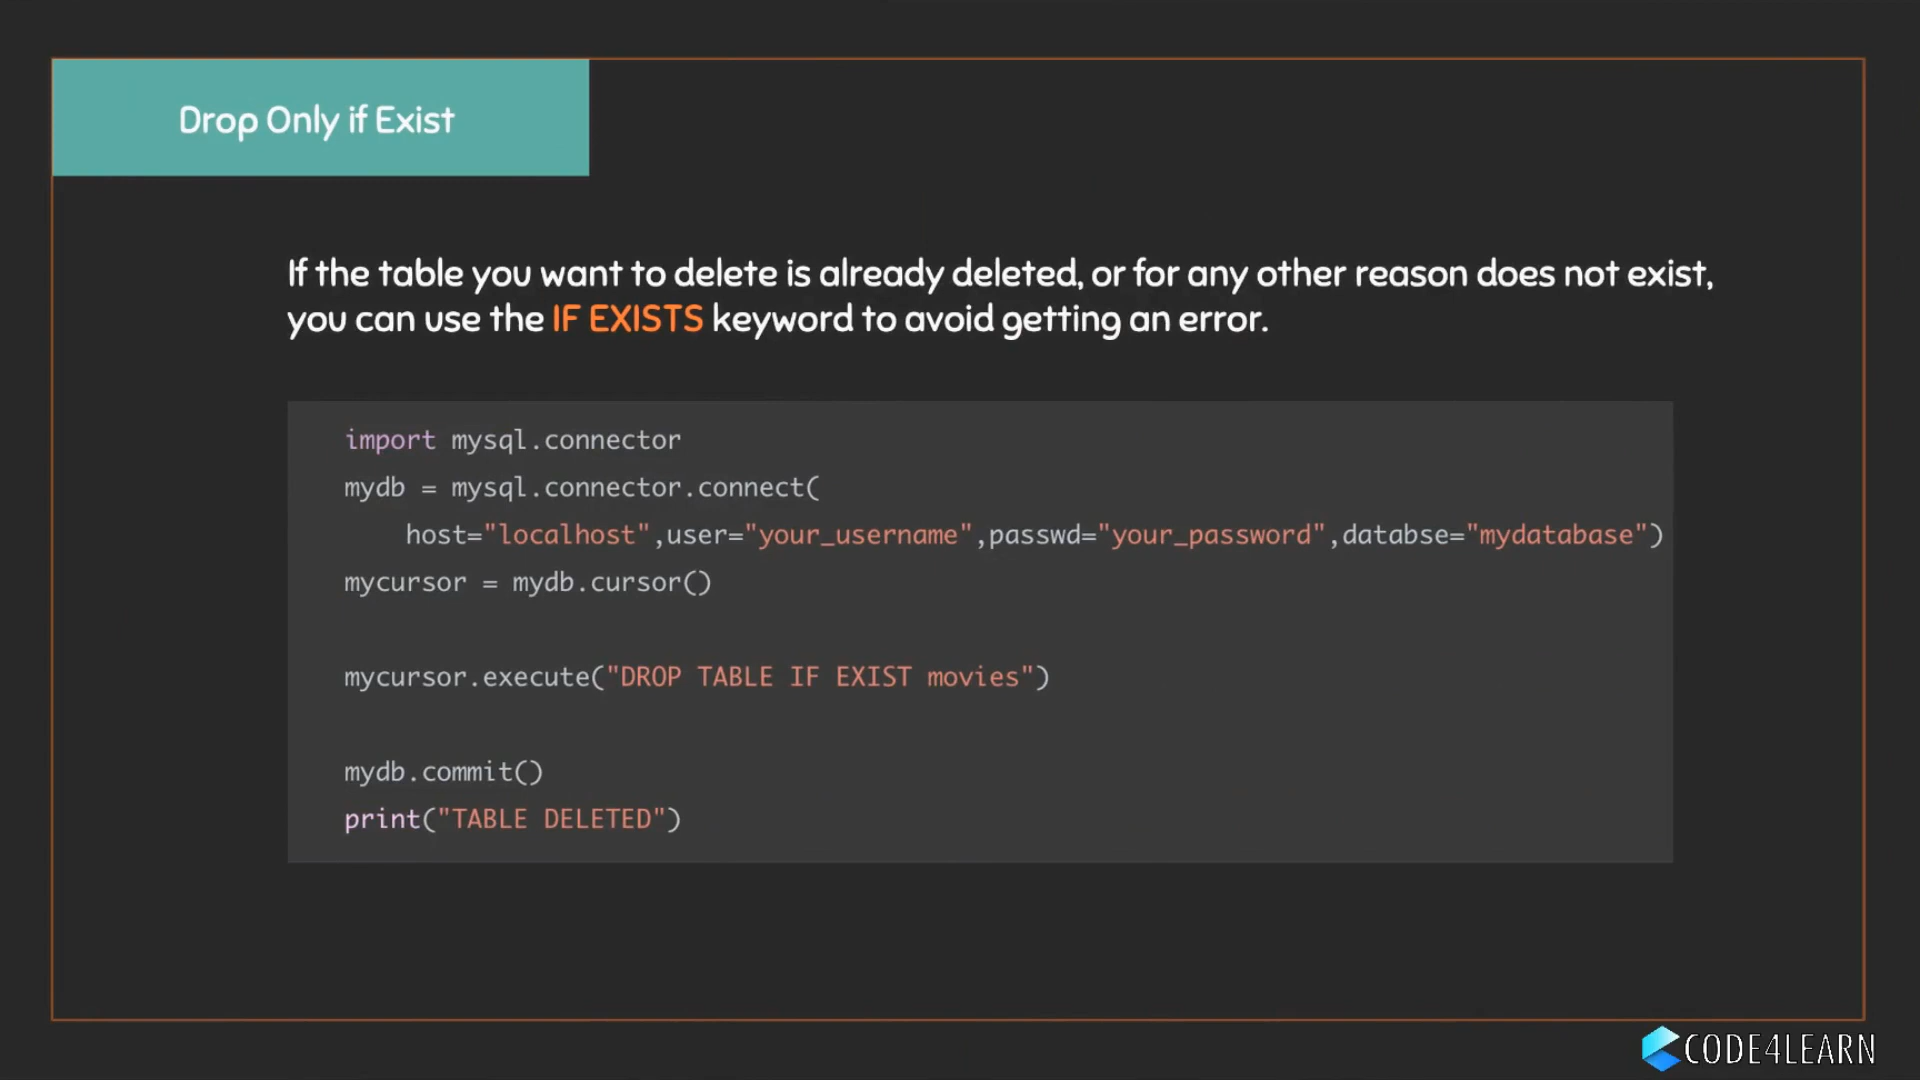 Drop Only if Exist
If the table you want to delete is already deleted, or for any other reason does not exist,
you can use the IF EXISTS keyword to avoid getting an error.
import mysql.connector
mydb = mysql.connector.connect(
host="localhost",user="your_username",passwd="your_password",databse="mydatabase")
mycursor = mydb.cursor()
mycursor.execute("DROP TABLE IF EXIST movies")
mydb.commit()
print("TABLE DELETED")
CODE4LEARN